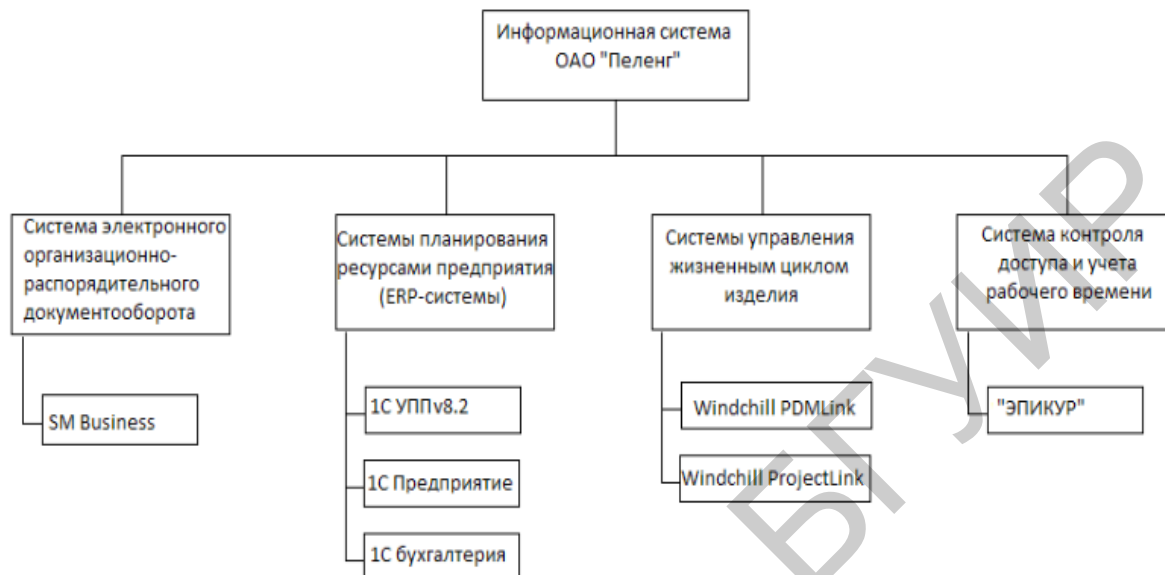 Информационная система
ОАО "Пеленг"
Система электронного
организационно-
распорядительного
документооборота
Системы планирования
ресурсами предприятия
(ERP-системы)
Системы управления
жизненным циклом
изделия
Система контроля
доступа и учета
рабочего времени
SM Business
1С УППv8.2
1С Предприятие
1С бухгалтерия
Windchill PDMLink
Windchill ProjectLink
"ЭПИКУР"
БГУИР